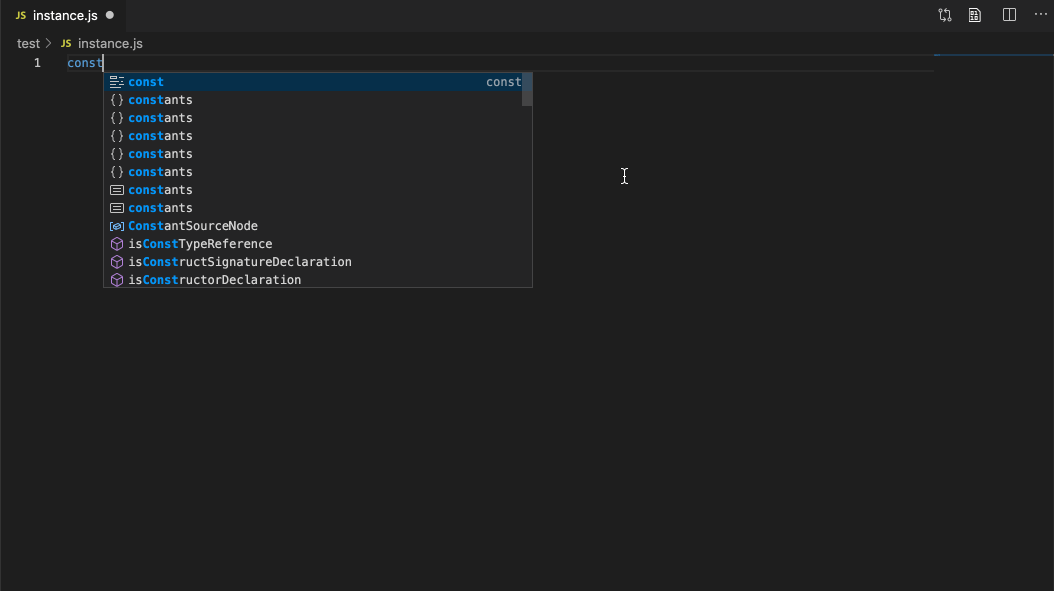 JS instance.js
test > JS instance.js
1 const
const const
{} constants
{} constants
{} constants
{} constants
{} constants
constants
constants
ConstantSourceNode
isConstTypeReference
isConstructSignatureDeclaration
isConstructorDeclaration